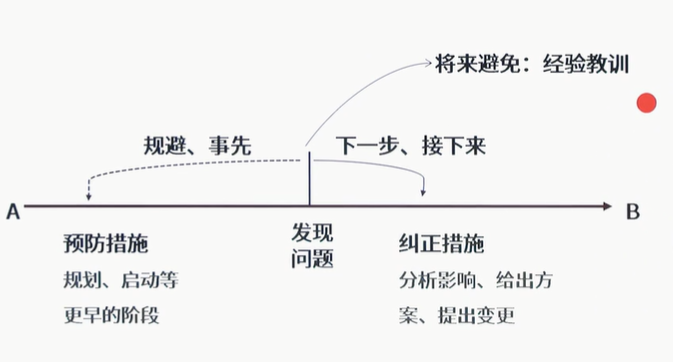 将来避免：经验教训
规避、事先
下一步、接下来
A
B
发现
问题
预防措施
规划、启动等
更早的阶段
纠正措施
分析影响、给出方
案、提出变更